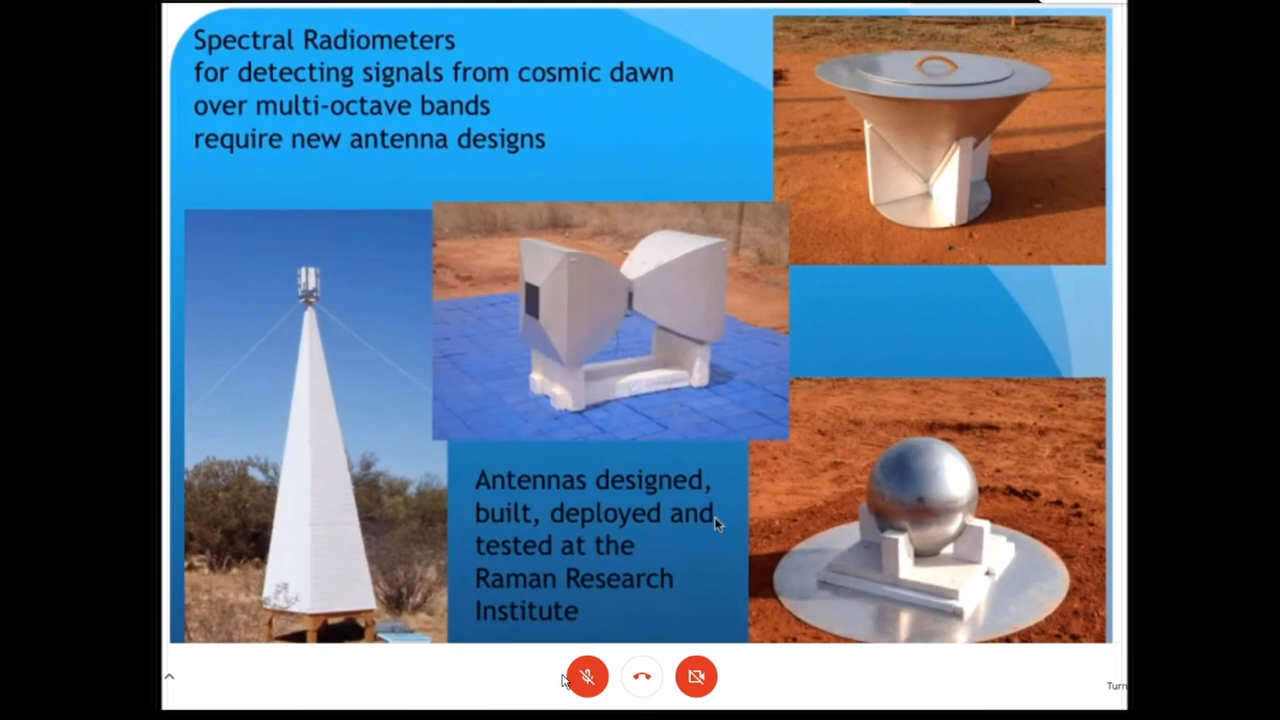 Spectral Radiometers
for detecting signals from cosmic dawn
over multi-octave bands
require new antenna designs
Antennas designed,
built, deployed and
tested at the
Raman Research
Institute
Turn